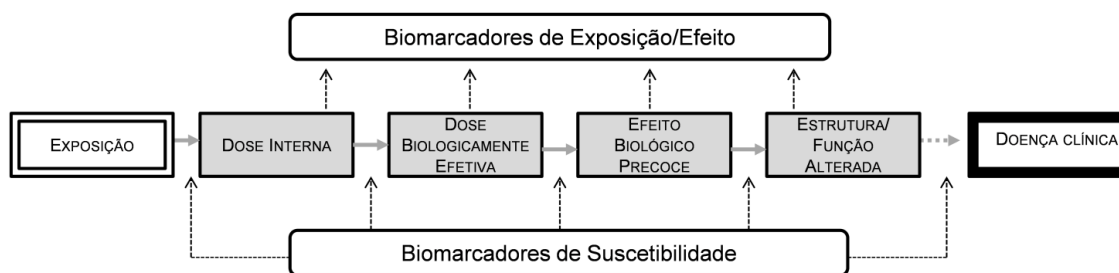 Biomarcadores de Exposição/Efeito
EXPOSIÇÃO
DOSE INTERNA
DOSE
BIOLOGICAMENTE
EFETIVA
EFEITO
BIOLÓGICO
PRECOCE
ESTRUTURA/
FUNÇÃO
ALTERADA
DOENÇA CLÍNICA
Biomarcadores de Suscetibilidade